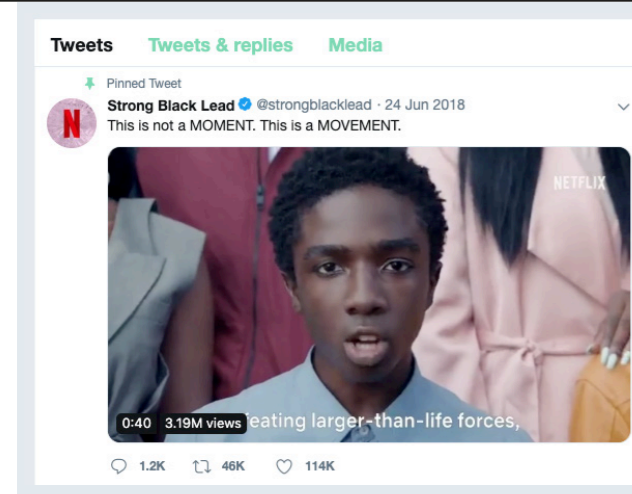 Tweets Tweets & replies Media
Pinned Tweet
Strong Black Lead @strongblacklead · 24 Jun 2018
This is not a MOMENT. This is a MOVEMENT.
N
NETFLIX
0:40 3.19M views eating larger-than-life forces,
1.2K 46K 114K